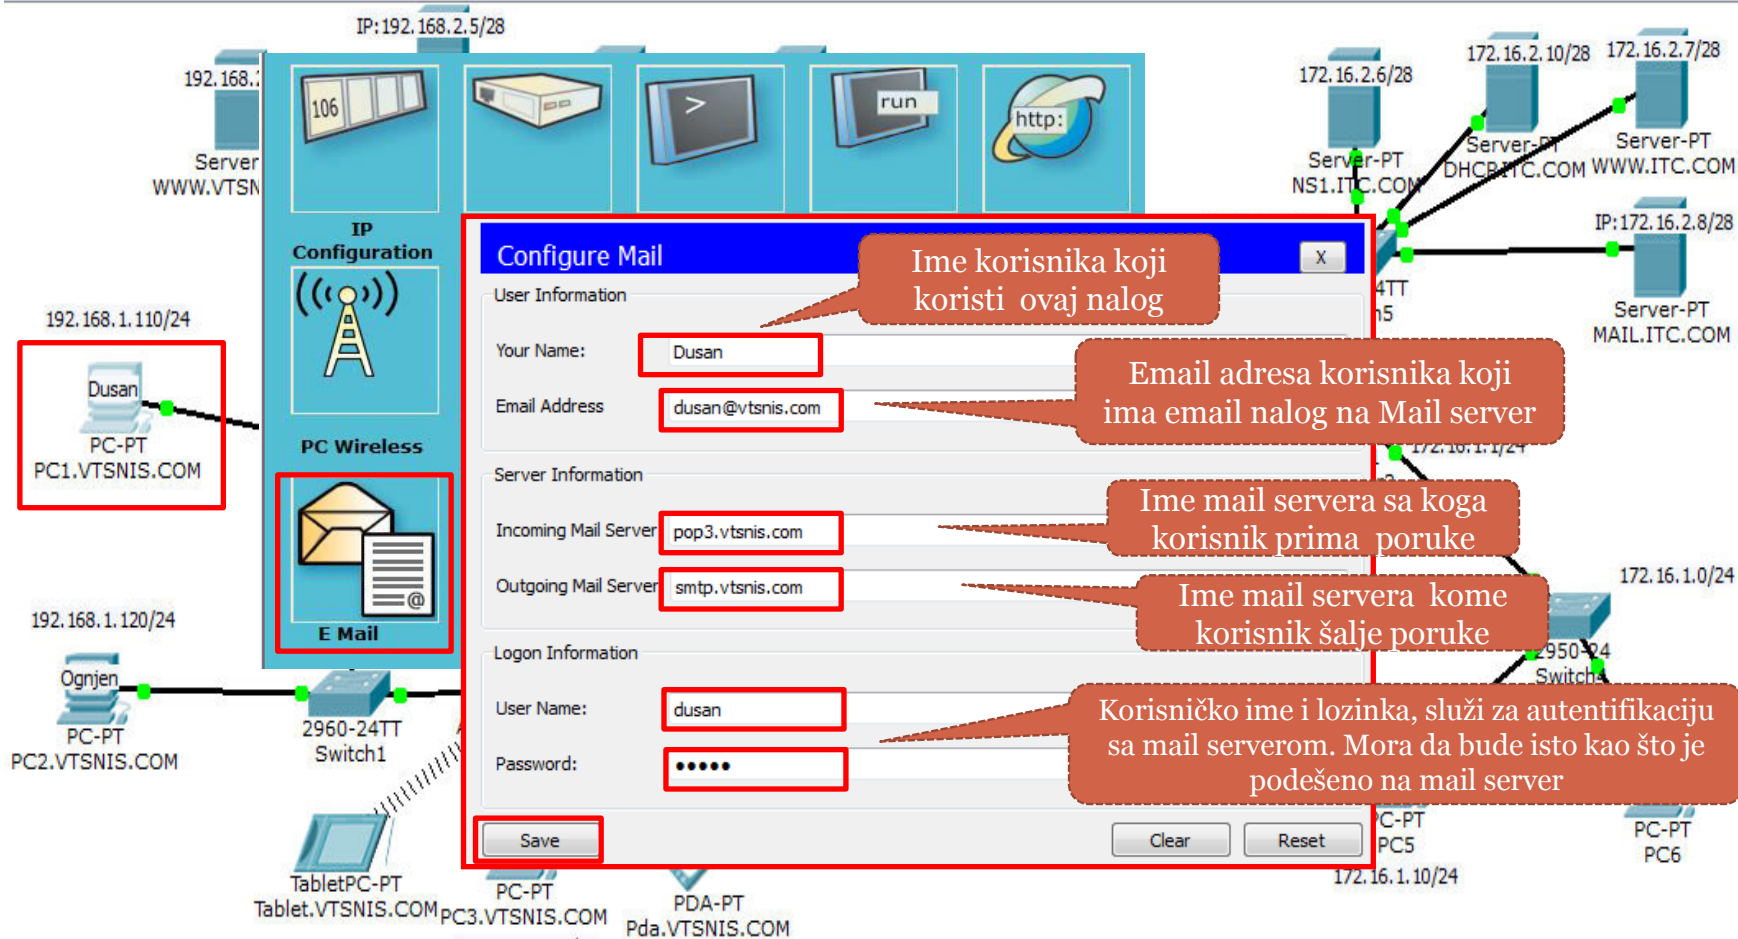 IP:192.168.2.5/28
192.168.2
Server
WWW.VTSN
106
>
run
http:
IP
Configuration
PC Wireless
E Mail
@
172.16.2.6/28
172.16.2.10/28
172.16.2.7/28
Server-PT
NS1.ITC.COM
Server-PT
DHCP.ITC.COM
Server-PT
WWW.ITC.COM
IP:172.16.2.8/28
Server-PT
MAIL.ITC.COM
4TT
192.168.1.110/24
Dusan
PC-PT
PC1.VTSNIS.COM
192.168.1.120/24
Ognjen
PC-PT
PC2.VTSNIS.COM
2960-24TT
Switch1
TabletPC-PT
Tablet.VTSNIS.COM
PC-PT
PC3.VTSNIS.COM
PDA-PT
Pda.VTSNIS.COM
Configure Mail
X
User Information
Your Name:
Dusan
Email Address
dusan@vtsnis.com
Server Information
Incoming Mail Server
pop3.vtsnis.com
Outgoing Mail Server
smtp.vtsnis.com
Logon Information
User Name:
dusan
Password:
●●●●●
Save
Clear
Reset
Ime korisnika koji
koristi ovaj nalog
Email adresa korisnika koji
ima email nalog na Mail server
Ime mail servera sa koga
korisnik prima poruke
Ime mail servera kome
korisnik šalje poruke
Korisničko ime i lozinka, služi za autentifikaciju
sa mail serverom. Mora da bude isto kao što je
podešeno na mail server
172.16.1.1/24
172.16.1.0/24
2950-24
Switch4
PC-PT
PC5
172.16.1.10/24
PC-PT
PC6